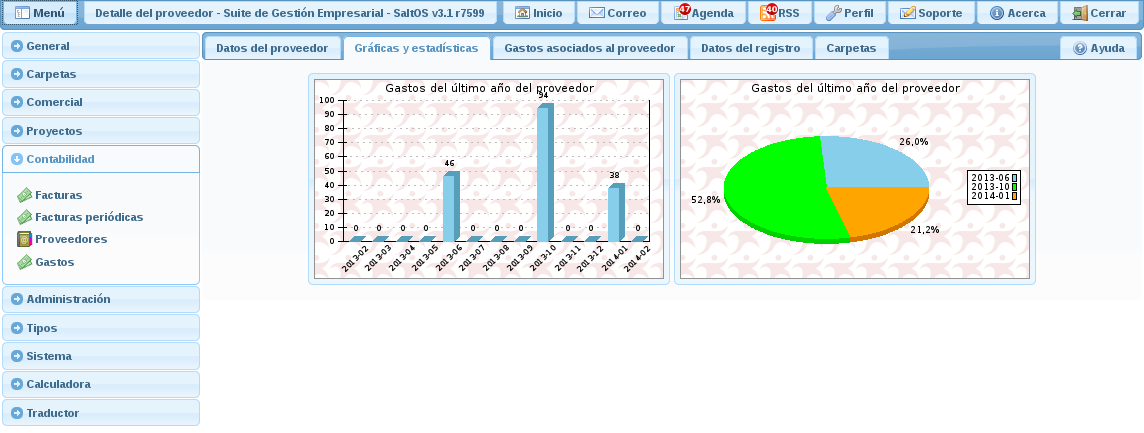 Menú
Detalle del proveedor - Suite de Gestión Empresarial - SaltOS v3.1 r7599
Inicio
Correo
47
Agenda
40
RSS
Perfil
Soporte
Acerca
Cerrar
General
Carpetas
Comercial
Proyectos
Contabilidad
Facturas
Facturas periódicas
Proveedores
Gastos
Administración
Tipos
Sistema
Calculadora
Traductor
Datos del proveedor
Gráficas y estadísticas
Gastos asociados al proveedor
Datos del registro
Carpetas
Ayuda
Gastos del último año del proveedor
100
90
80
70
60
50
40
30
20
10
0
0 0 0 0 46 0 0 0 94 0 0 38 0
2013-02 2013-03 2013-04 2013-05 2013-06 2013-07 2013-08 2013-09 2013-10 2013-11 2013-12 2014-01 2014-02
Gastos del último año del proveedor
26,0%
52,8%
21,2%
2013-06
2013-10
2014-01